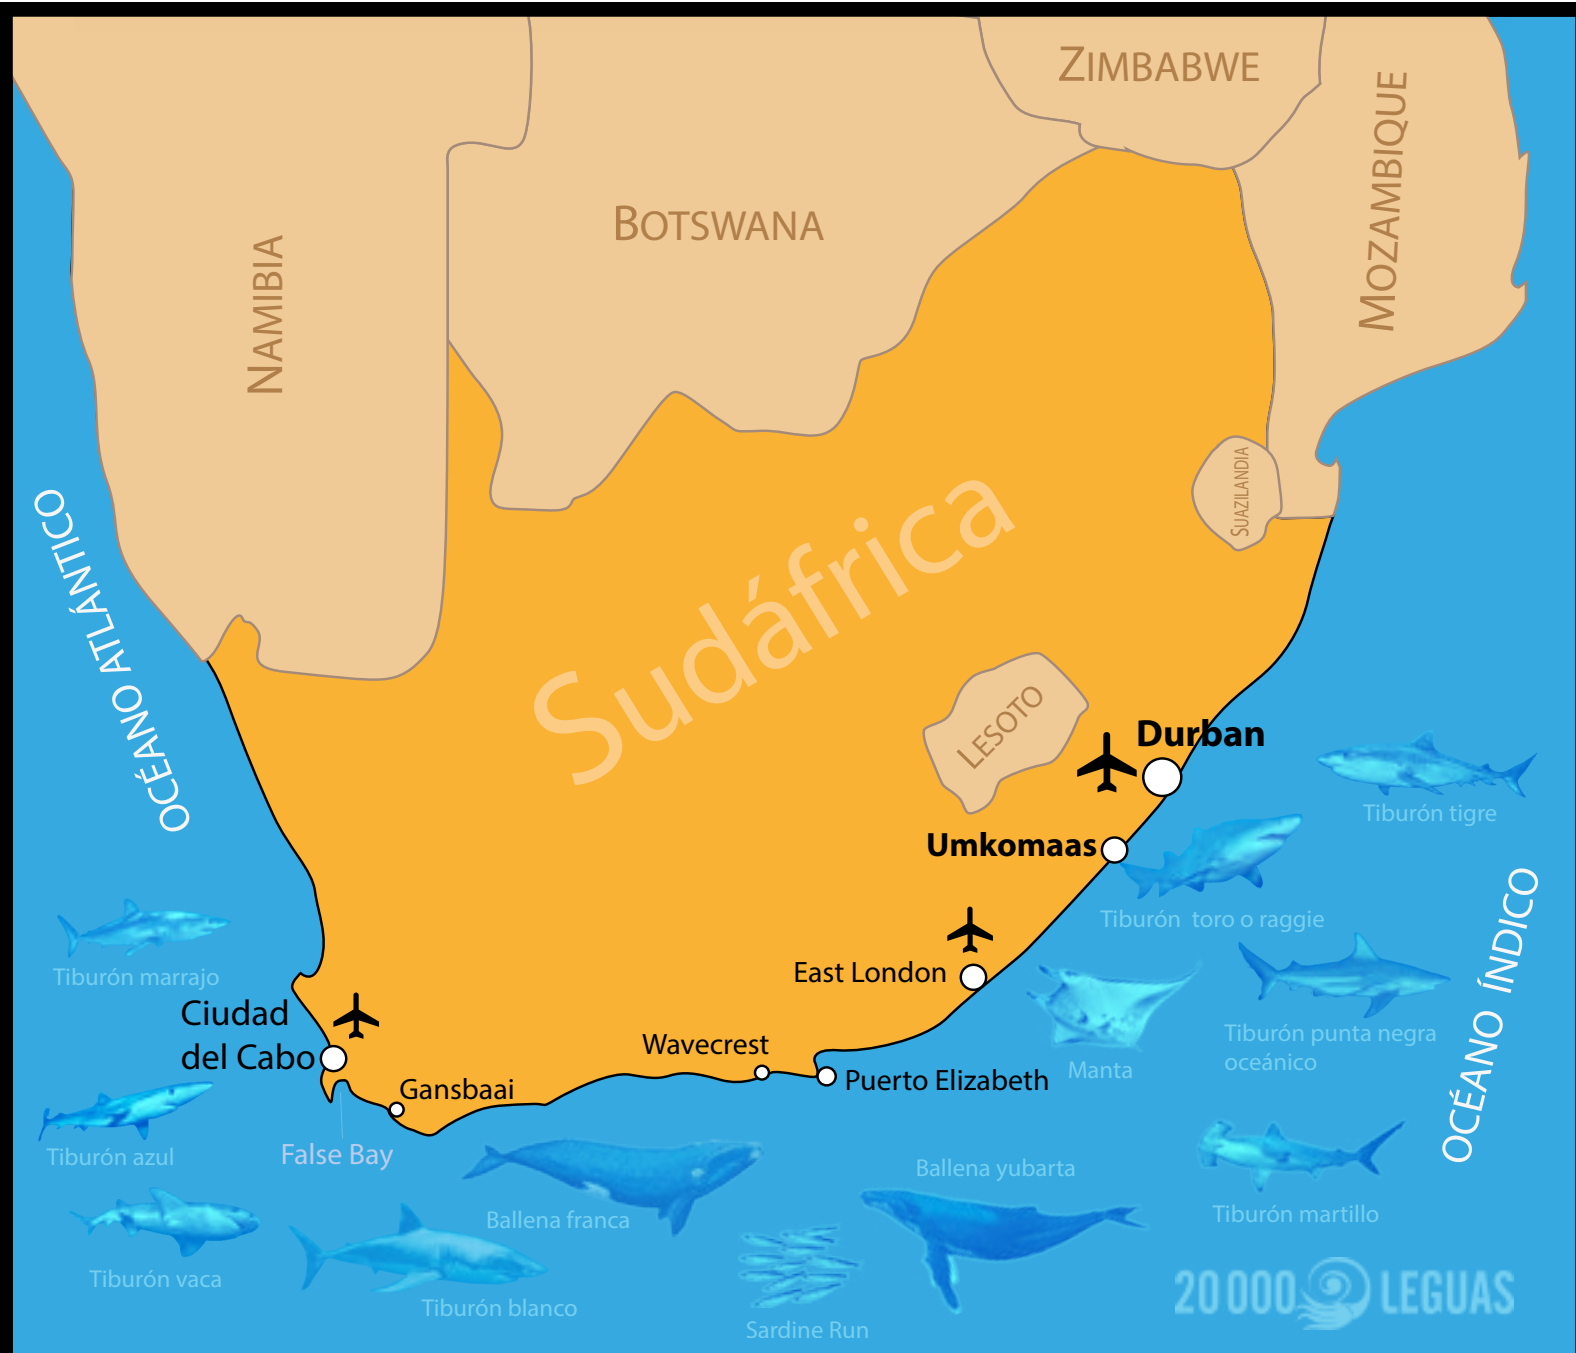 ZIMBABWE
MOZAMBIQUE
BOTSWANA
NAMIBIA
SUAZILANDIA
OCÉANO ATLÁNTICO
Sudáfrica
LESOTO
Durban
Tiburón tigre
Umkomaas
Tiburón toro o raggie
OCÉANO ÍNDICO
Tiburón marrajo
East London
Ciudad
del Cabo
Tiburón punta negra
oceánico
Wavecrest
Manta
Puerto Elizabeth
Gansbaai
Tiburón azul
False Bay
Ballena yubarta
Ballena franca
Tiburón martillo
Tiburón vaca
Tiburón blanco
Sardine Run
20000 LEGUAS